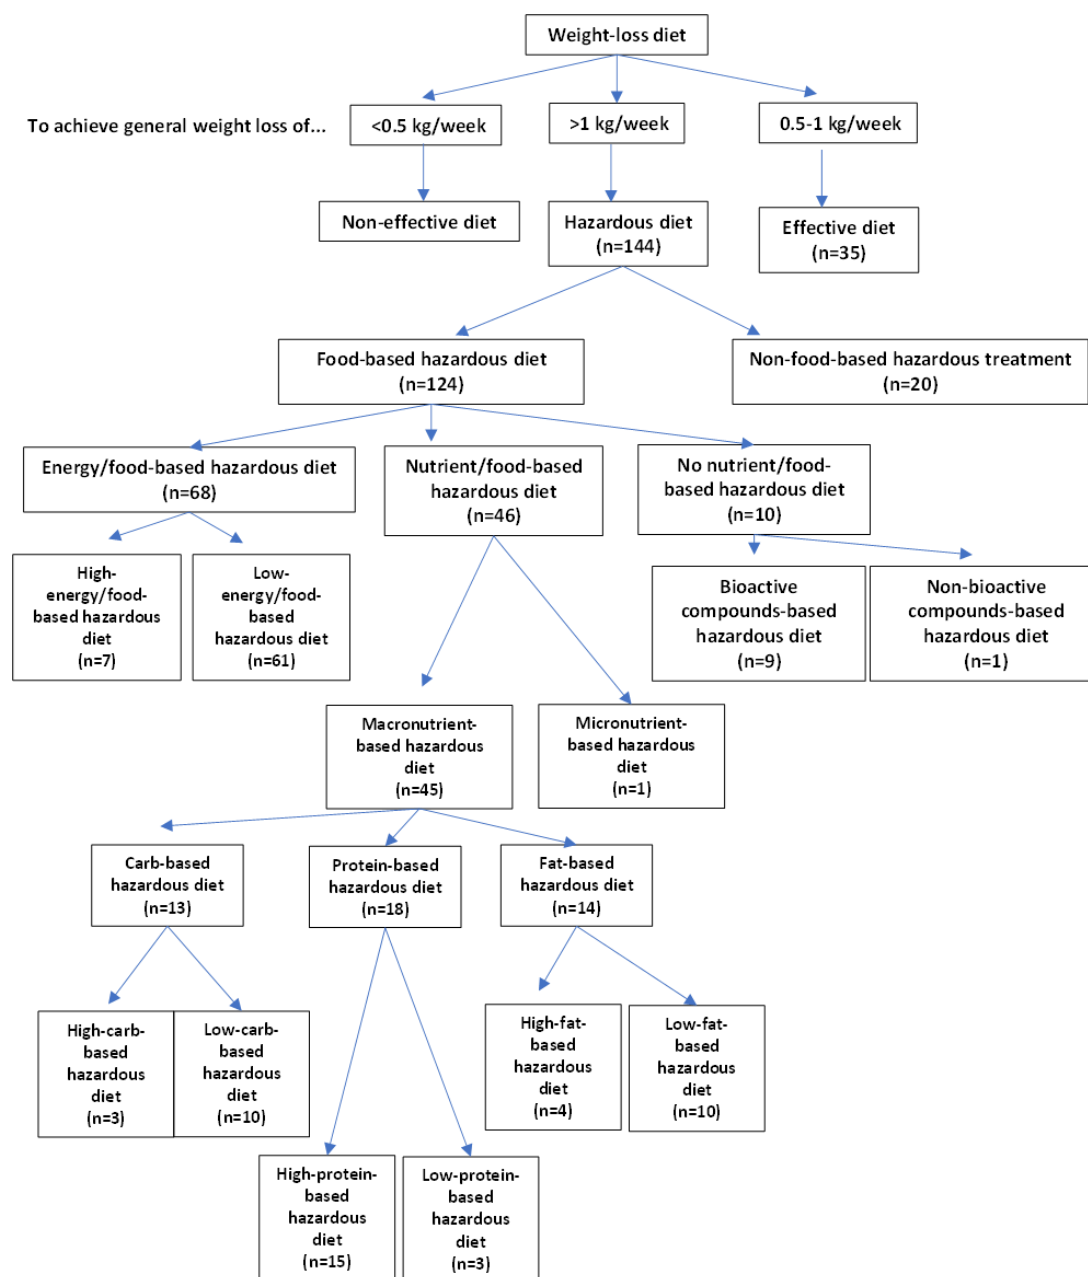 Weight-loss diet
To achieve general weight loss of...
<0.5 kg/week
>1 kg/week
0.5-1 kg/week
Non-effective diet
Hazardous diet
(n=144)
Effective diet
(n=35)
Food-based hazardous diet
(n=124)
Non-food-based hazardous treatment
(n=20)
Energy/food-based hazardous diet
(n=68)
Nutrient/food-based
hazardous diet
(n=46)
No nutrient/food-
based hazardous diet
(n=10)
High-
energy/food-
based hazardous
diet
(n=7)
Low-
energy/food-
based
hazardous diet
(n=61)
Bioactive
compounds-based
hazardous diet
(n=9)
Non-bioactive
compounds-based
hazardous diet
(n=1)
Macronutrient-
based hazardous
diet
(n=45)
Micronutrient-
based hazardous
diet
(n=1)
Carb-based
hazardous diet
(n=13)
Protein-based
hazardous diet
(n=18)
Fat-based
hazardous diet
(n=14)
High-carb-
based
hazardous
diet
(n=3)
Low-carb-
based
hazardous
diet
(n=10)
High-fat-
based
hazardous
diet
(n=4)
Low-fat-
based
hazardous
diet
(n=10)
High-protein-
based
hazardous
diet
(n=15)
Low-protein-
based
hazardous
diet
(n=3)